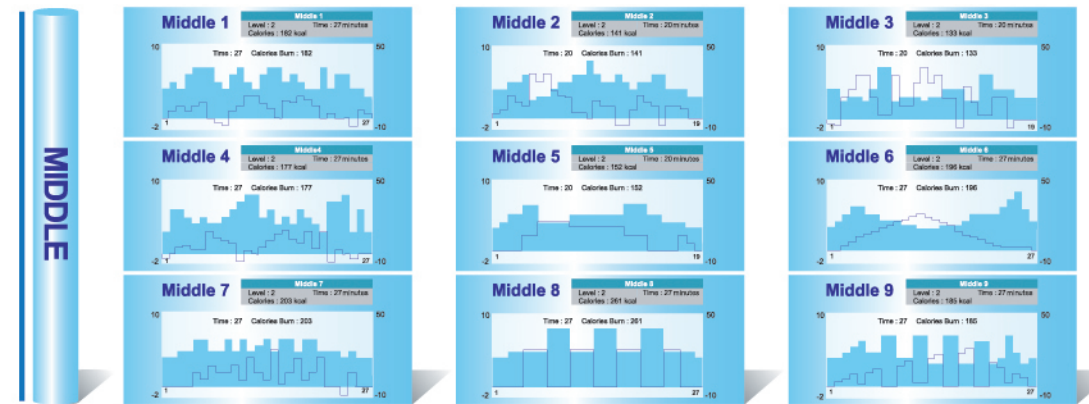 MIDDLE
Middle 1
Middle 1
Level : 2 Time : 27 minutes
Calories : 182 kcal
10 50
Time : 27 Calories Burn : 182
1 27
-2 -10
Middle 2
Middle 2
Level : 2 Time : 20 minutes
Calories : 141 kcal
10 50
Time : 20 Calories Burn : 141
1 19
-2 -10
Middle 3
Middle 3
Level : 2 Time : 20 minutes
Calories : 133 kcal
10 50
Time : 20 Calories Burn : 133
1 19
-2 -10
Middle 4
Middle4
Level : 2 Time : 27 minutes
Calories : 177 kcal
10 50
Time : 27 Calories Burn : 177
1 27
-2 -10
Middle 5
Middle 5
Level : 2 Time : 20 minutes
Calories : 152 kcal
10 50
Time : 20 Calories Burn : 152
1 19
-2 -10
Middle 6
Middle 6
Level : 2 Time : 27 minutes
Calories : 196 kcal
10 50
Time : 27 Calories Burn : 196
1 27
-2 -10
Middle 7
Middle 7
Level : 2 Time : 27 minutes
Calories : 203 kcal
10 50
Time : 27 Calories Burn : 203
1 27
-2 -10
Middle 8
Middle 8
Level : 2 Time : 27 minutes
Calories : 261 kcal
10 50
Time : 27 Calories Burn : 261
1 27
-2 -10
Middle 9
Middle 9
Level : 2 Time : 27 minutes
Calories : 185 kcal
10 50
Time : 27 Calories Burn : 185
1 27
-2 -10